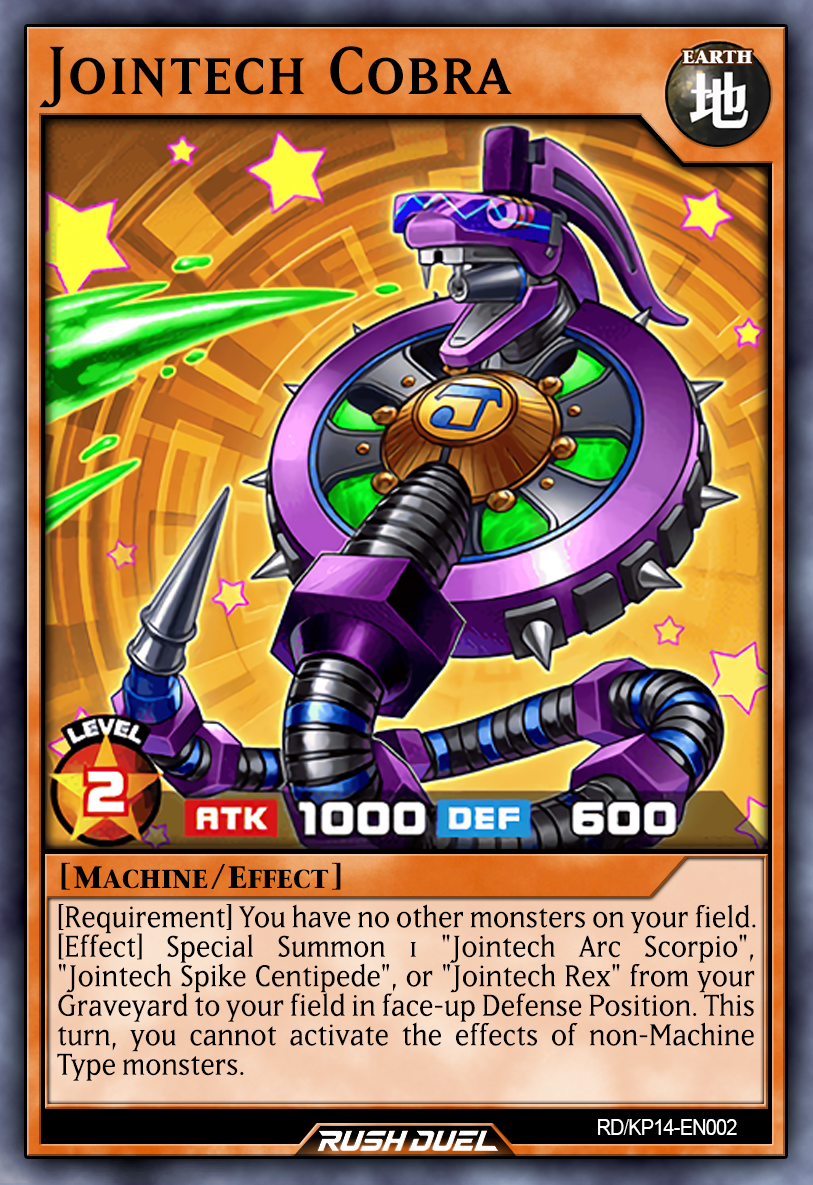 Jointech Cobra
EARTH
地
J
LEVEL
2
ATK 1000 DEF 600
[Machine/Effect]
[Requirement] You have no other monsters on your field.
[Effect] Special Summon 1 "Jointech Arc Scorpio",
"Jointech Spike Centipede", or "Jointech Rex" from your
Graveyard to your field in face-up Defense Position. This
turn, you cannot activate the effects of non-Machine
Type monsters.
RD/KP14-EN002
RUSH DUEL